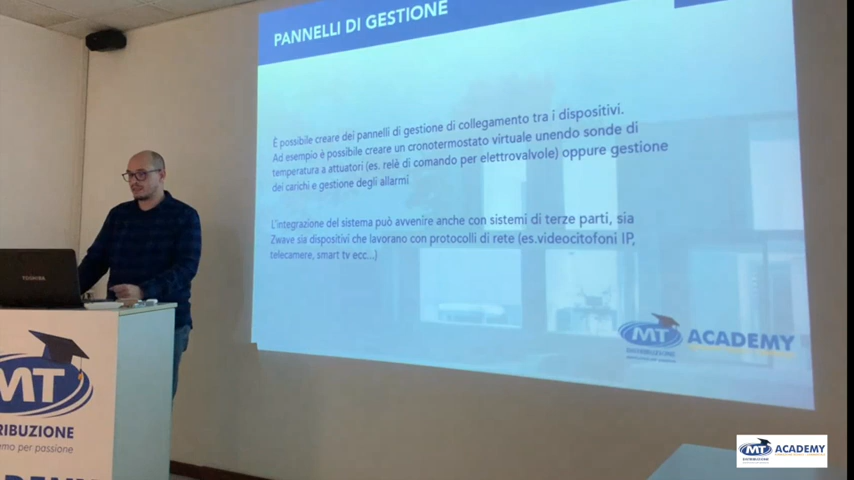 PANNELLI DI GESTIONE
È possibile creare dei pannelli di gestione di collegamento tra i dispositivi.
Ad esempio è possibile creare un cronotermostato virtuale unendo sonde di
temperatura a attuatori (es. relè di comando per elettrovalvole) oppure gestione
dei carichi e gestione degli allarmi
L'integrazione del sistema può avvenire anche con sistemi di terze parti, sia
Zwave sia dispositivi che lavorano con protocolli di rete (es.videocitofoni IP,
telecamere, smart tv ecc...)
MT ACADEMY
DISTRIBUZIONE
TOSHIBA
MT
RIBUZIONE
mo per passione
MT ACADEMY